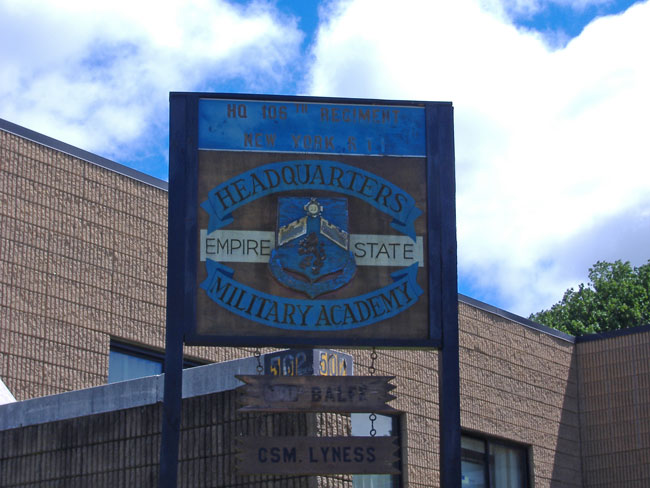 HQ 106TH REGIMENT
NEW YORK
HEADQUARTERS
EMPIRE STATE
MILITARY ACADEMY
BALFE
CSM. LYNESS